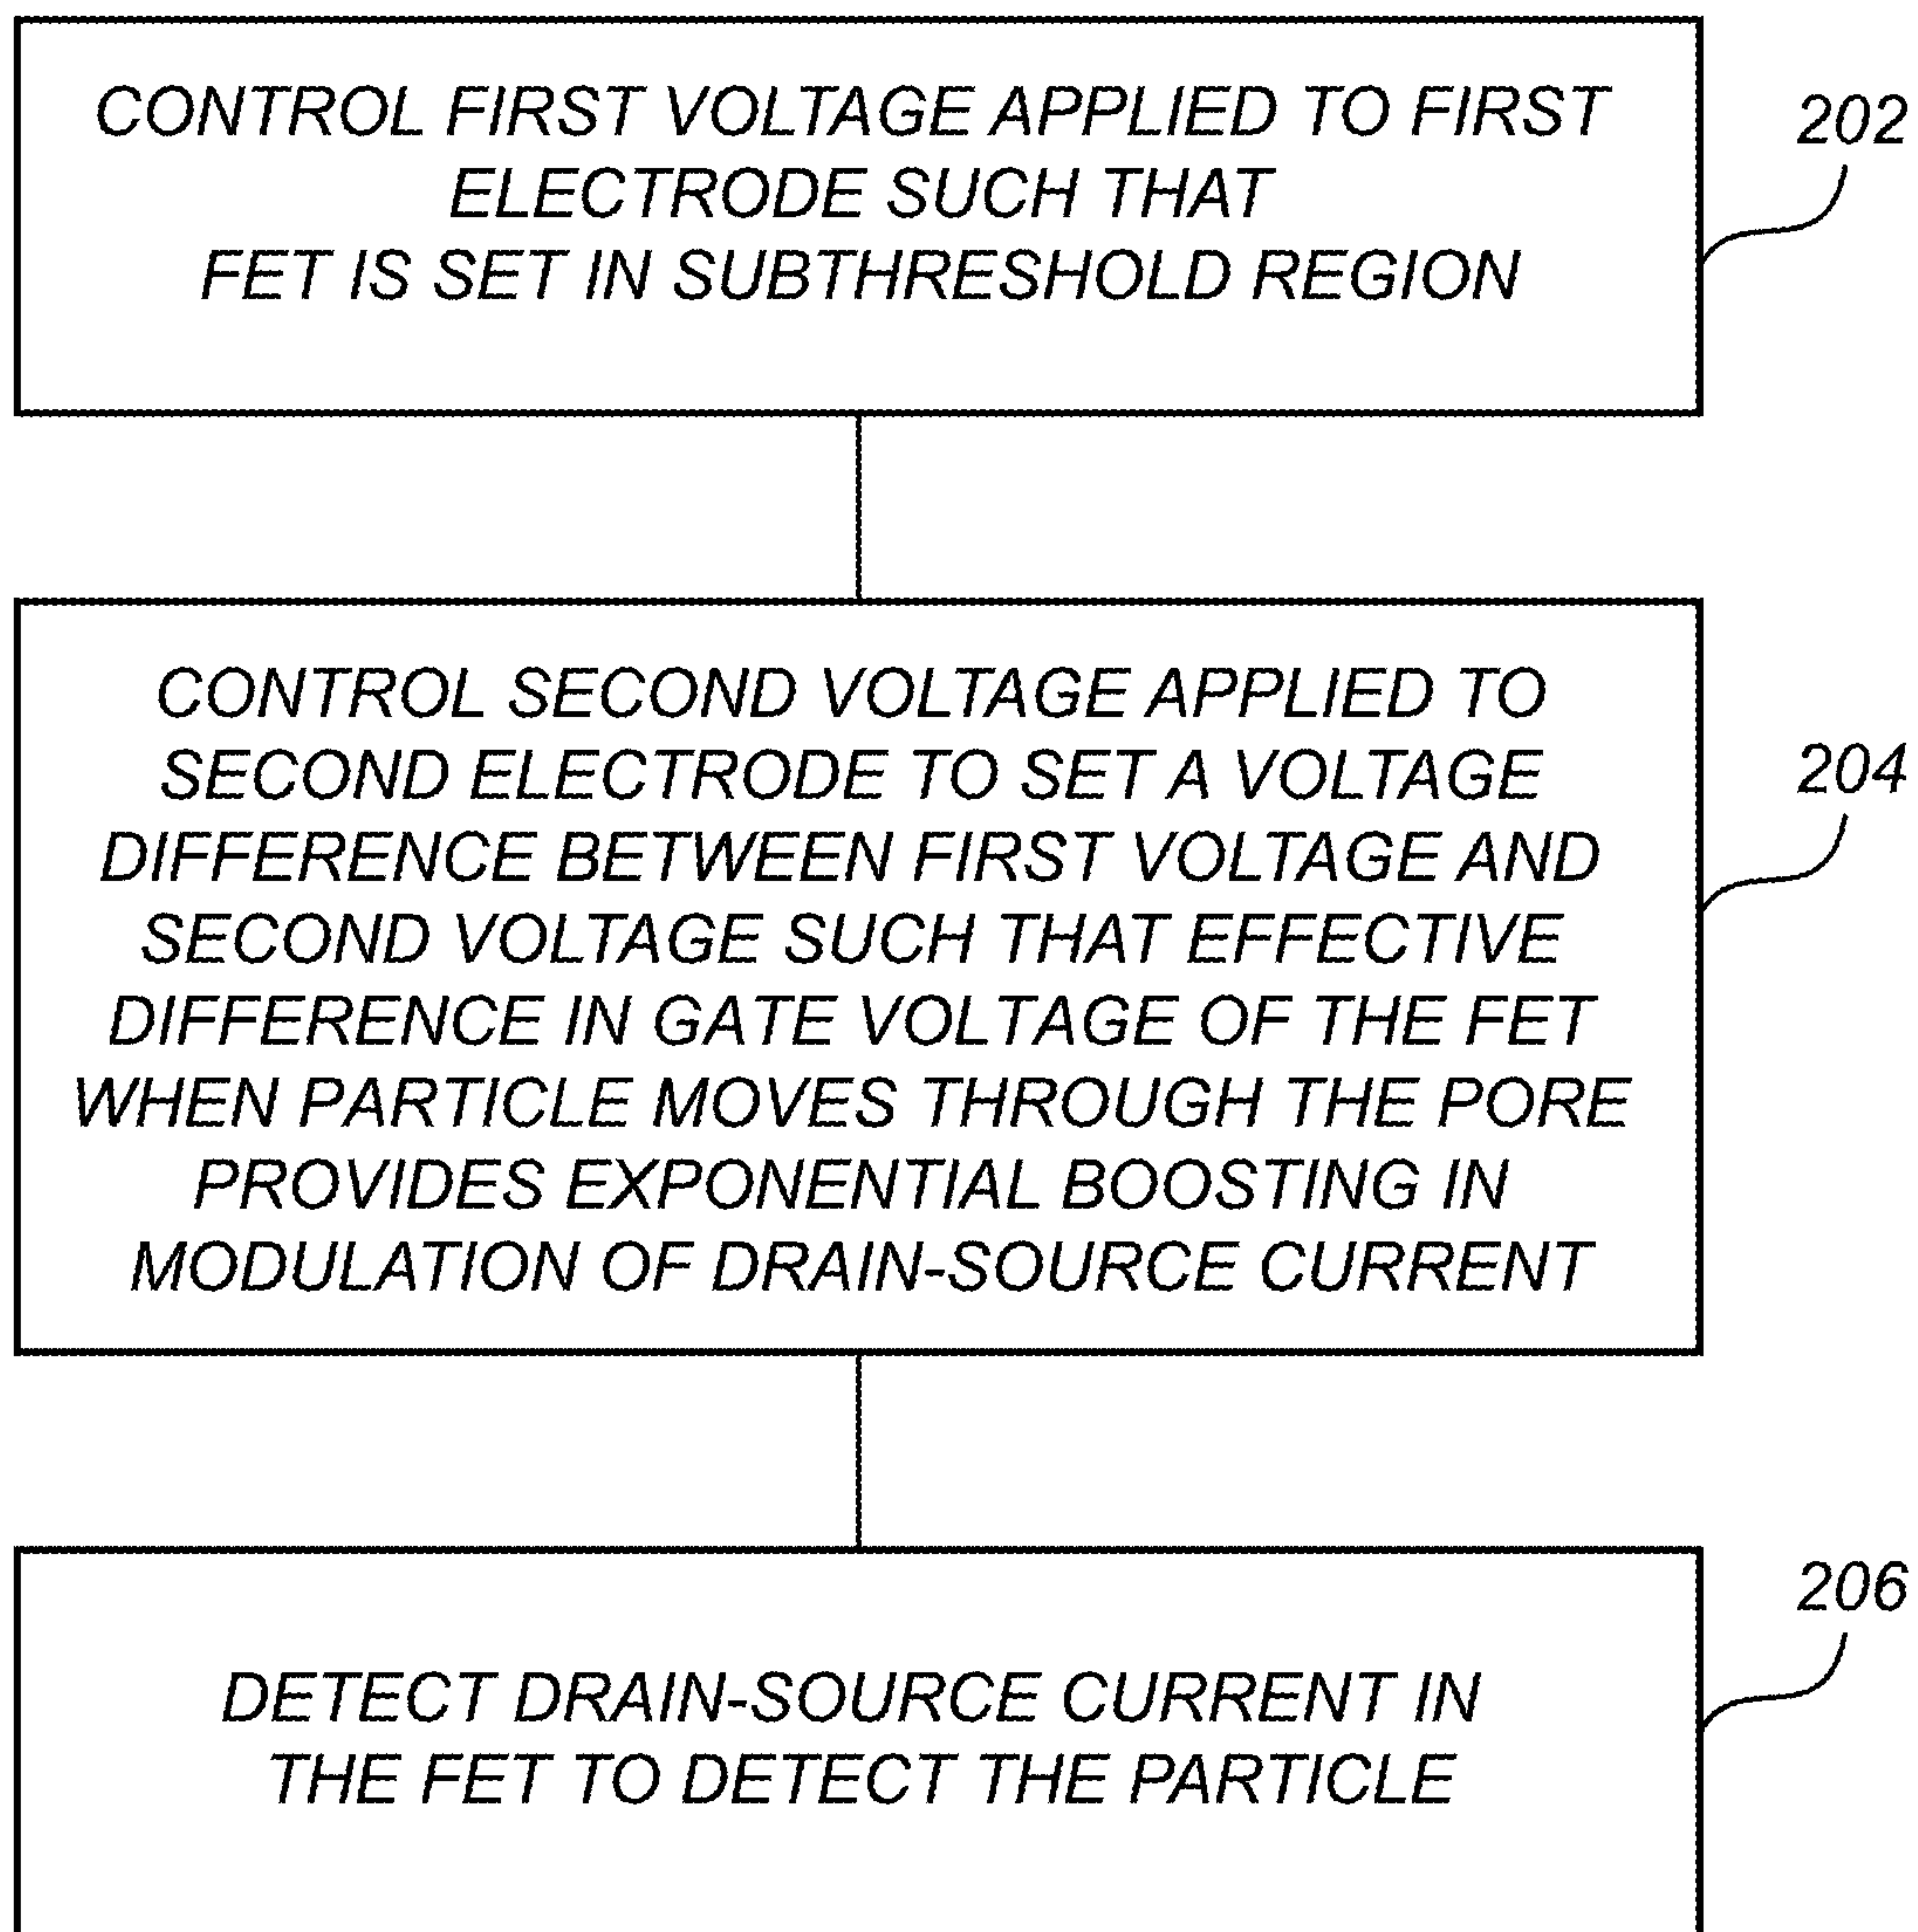 CONTROL FIRST VOLTAGE APPLIED TO FIRST
ELECTRODE SUCH THAT
FET IS SET IN SUBTHRESHOLD REGION
202
CONTROL SECOND VOLTAGE APPLIED TO
SECOND ELECTRODE TO SET A VOLTAGE
DIFFERENCE BETWEEN FIRST VOLTAGE AND
SECOND VOLTAGE SUCH THAT EFFECTIVE
DIFFERENCE IN GATE VOLTAGE OF THE FET
WHEN PARTICLE MOVES THROUGH THE PORE
PROVIDES EXPONENTIAL BOOSTING IN
MODULATION OF DRAIN-SOURCE CURRENT
204
DETECT DRAIN-SOURCE CURRENT IN
THE FET TO DETECT THE PARTICLE
206